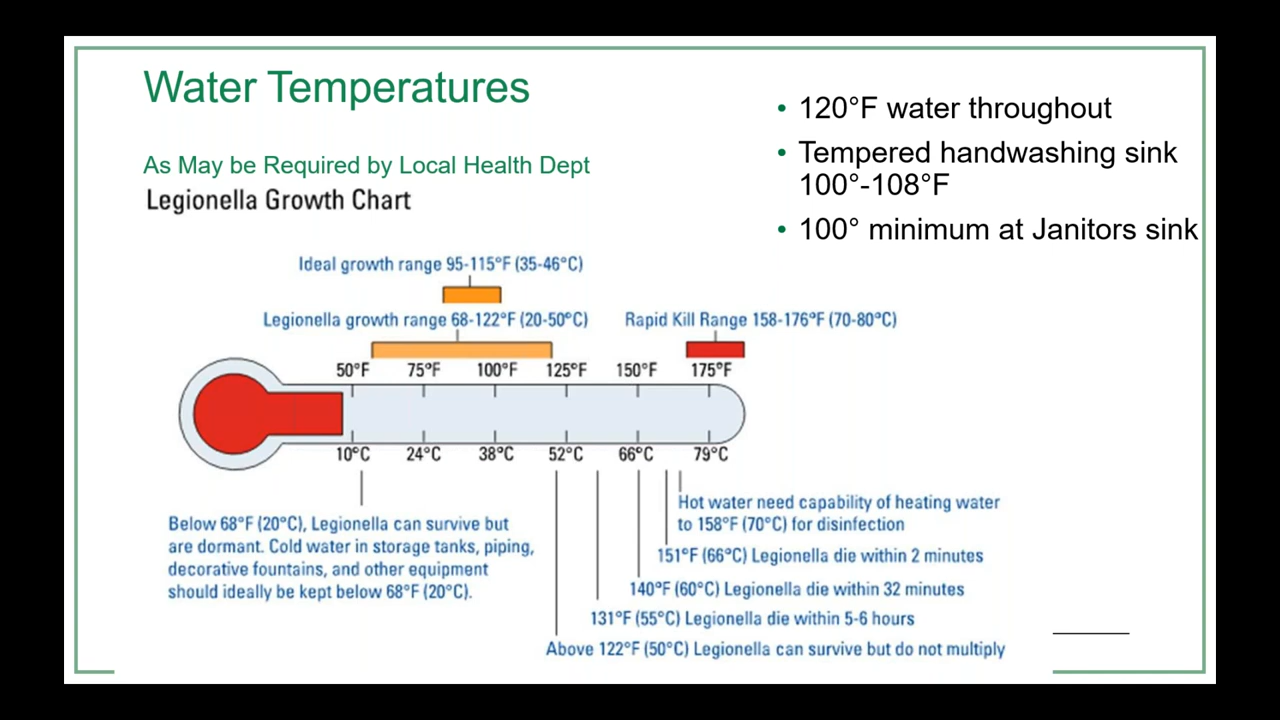 Water Temperatures
As May be Required by Local Health Dept
• 120°F water throughout
• Tempered handwashing sink
100°-108°F
• 100° minimum at Janitors sink
Legionella Growth Chart
Ideal growth range 95-115°F (35-46°C)
Legionella growth range 68-122°F (20-50°C)
Rapid Kill Range 158-176°F (70-80°C)
50°F 75°F 100°F 125°F 150°F 175°F
10°C 24°C 38°C 52°C 66°C 79°C
Below 68°F (20°C), Legionella can survive but
are dormant. Cold water in storage tanks, piping,
decorative fountains, and other equipment
should ideally be kept below 68°F (20°C).
Hot water need capability of heating water
to 158°F (70°C) for disinfection
151°F (66°C) Legionella die within 2 minutes
140°F (60°C) Legionella die within 32 minutes
131°F (55°C) Legionella die within 5-6 hours
Above 122°F (50°C) Legionella can survive but do not multiply